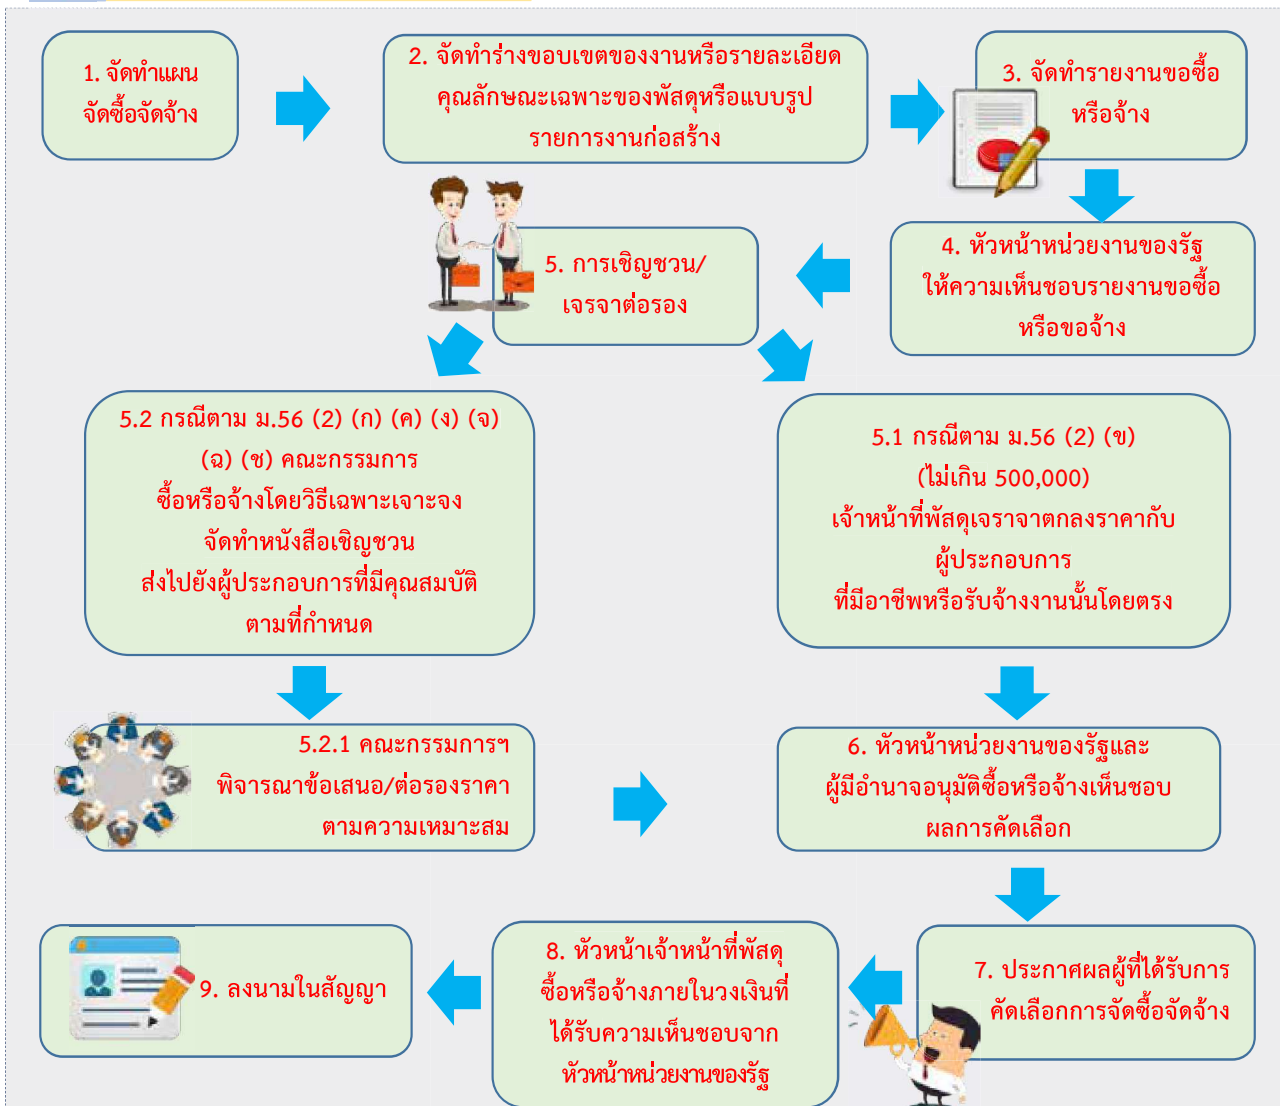 1. จัดทำแผน
จัดซื้อจัดจ้าง
2. จัดทำร่างขอบเขตของงานหรือรายละเอียด
คุณลักษณะเฉพาะของพัสดุหรือแบบรูป
รายการงานก่อสร้าง
3. จัดทำรายงานขอซื้อ
หรือจ้าง
4. หัวหน้าหน่วยงานของรัฐ
ให้ความเห็นชอบรายงานขอซื้อ
หรือขอจ้าง
5. การเชิญชวน/
เจรจาต่อรอง
5.2 กรณีตาม ม.56 (2) (ก) (ค) (ง) (จ)
(ฉ) (ช) คณะกรรมการ
ซื้อหรือจ้างโดยวิธีเฉพาะเจาะจง
จัดทำหนังสือเชิญชวน
ส่งไปยังผู้ประกอบการที่มีคุณสมบัติ
ตามที่กำหนด
5.1 กรณีตาม ม.56 (2) (ข)
(ไม่เกิน 500,000)
เจ้าหน้าที่พัสดุเจราจาตกลงราคากับ
ผู้ประกอบการ
ที่มีอาชีพหรือรับจ้างงานนั้นโดยตรง
5.2.1 คณะกรรมการฯ
พิจารณาข้อเสนอ/ต่อรองราคา
ตามความเหมาะสม
6. หัวหน้าหน่วยงานของรัฐและ
ผู้มีอำนาจอนุมัติซื้อหรือจ้างเห็นชอบ
ผลการคัดเลือก
7. ประกาศผลผู้ที่ได้รับการ
คัดเลือกการจัดซื้อจัดจ้าง
8. หัวหน้าเจ้าหน้าที่พัสดุ
ซื้อหรือจ้างภายในวงเงินที่
ได้รับความเห็นชอบจาก
หัวหน้าหน่วยงานของรัฐ
9. ลงนามในสัญญา